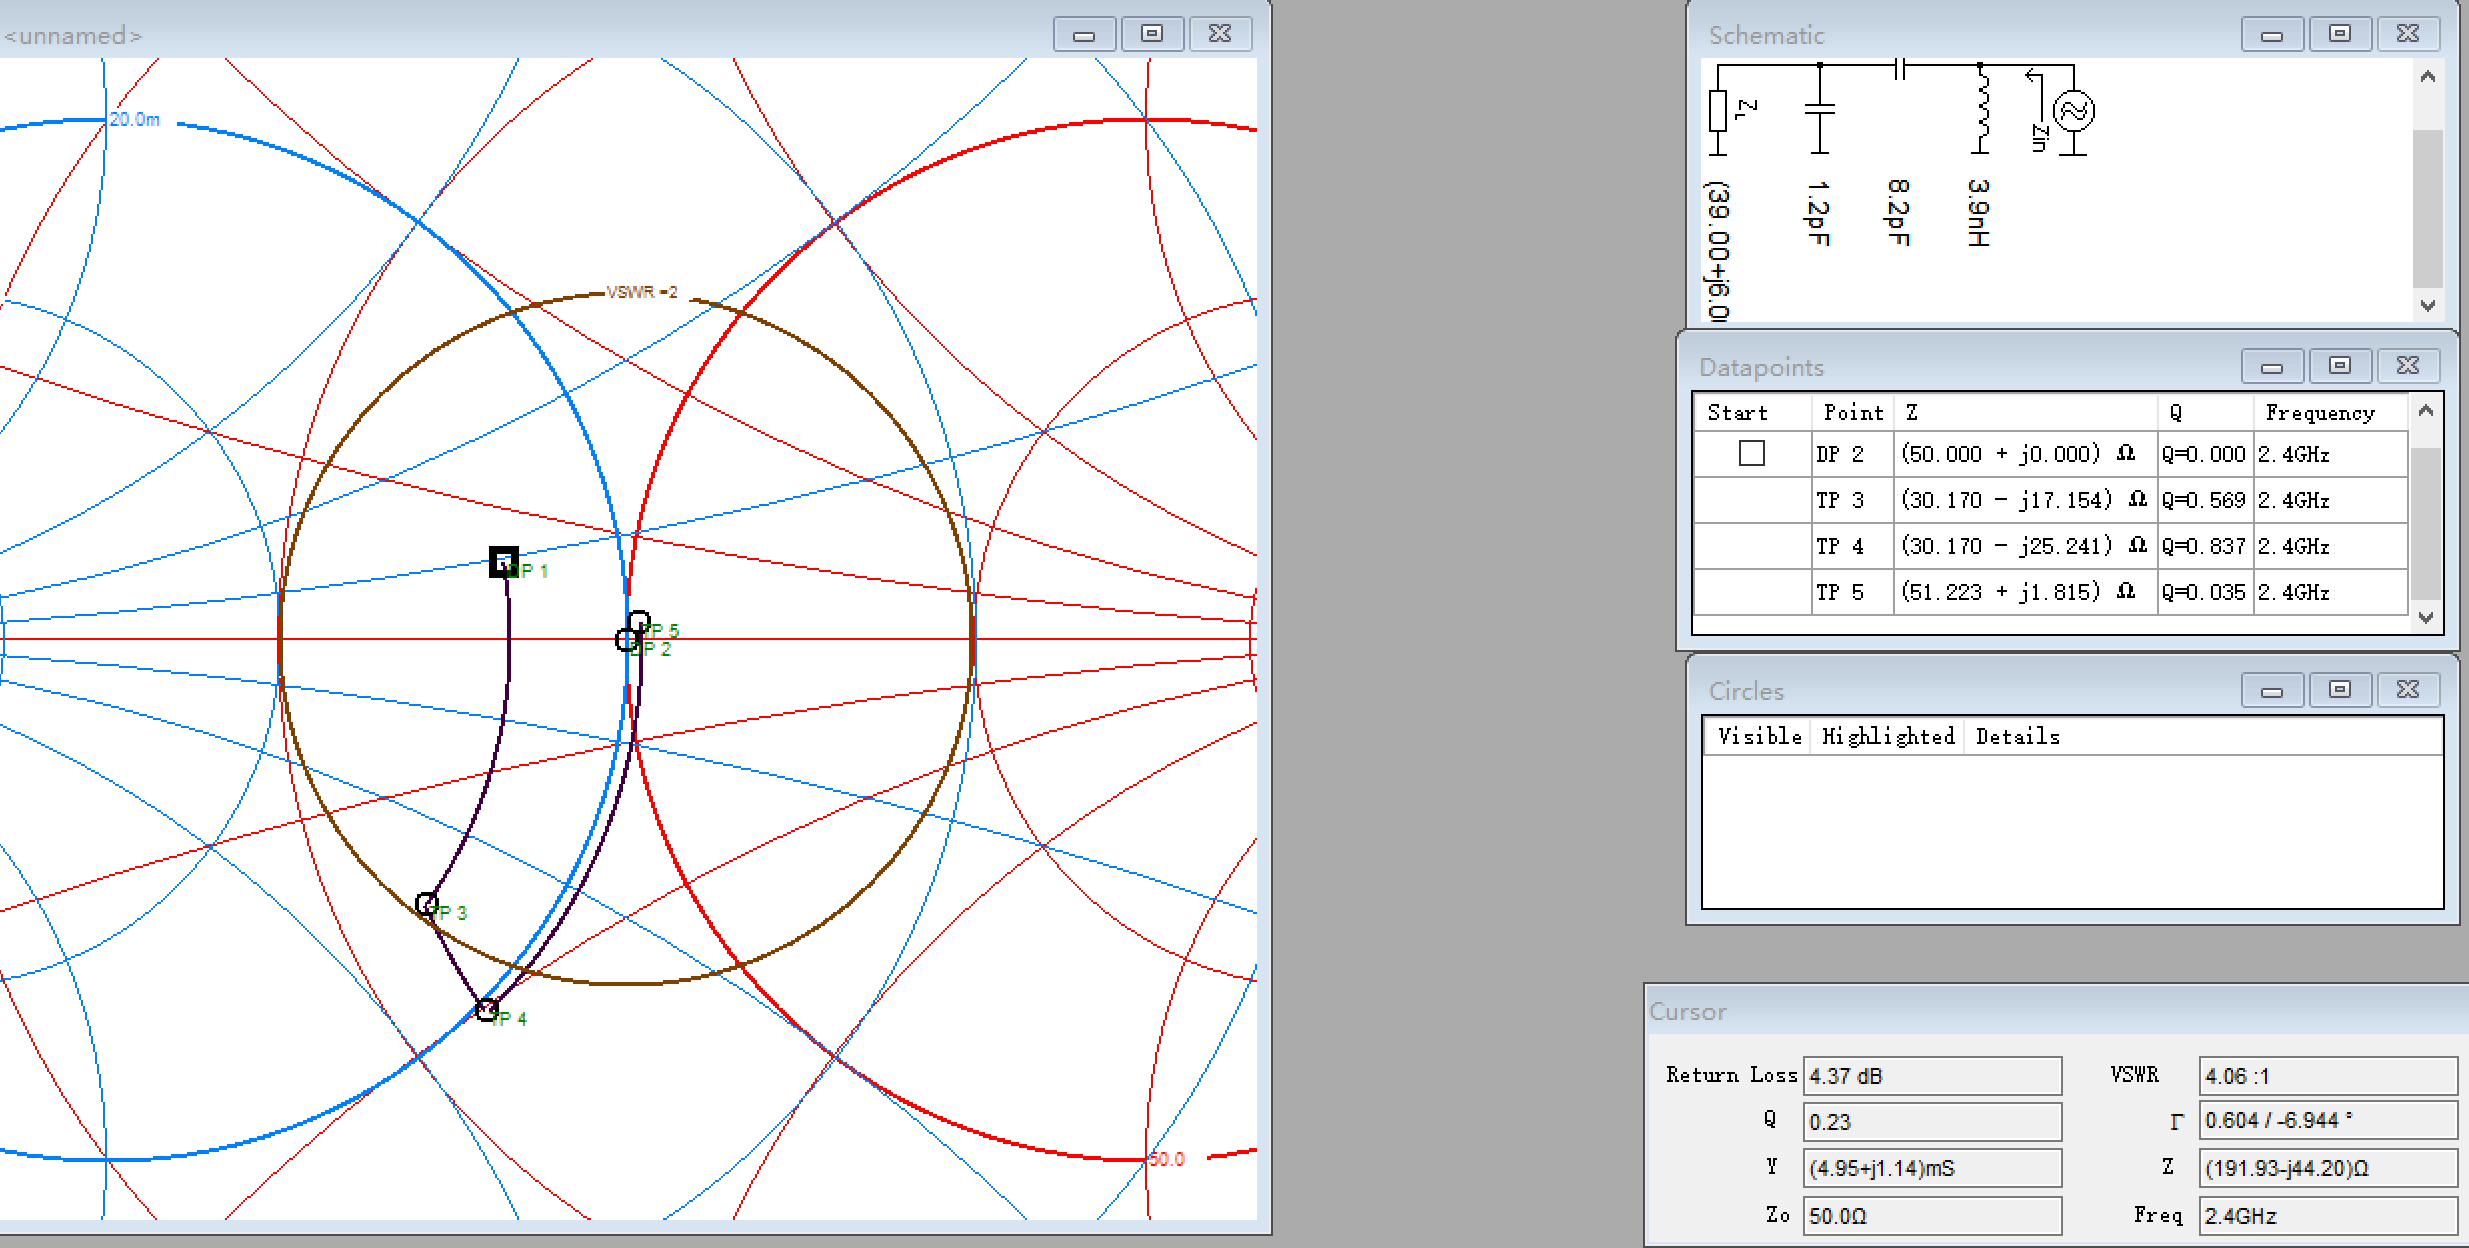 <unnamed>
20.0m
VSWR =2
DP 1
TP 5
DP 2
TP 3
TP 4
50.0
Schematic
ZL
Zin
(39.00+j6.0
1.2pF
8.2pF
3.9nH
Datapoints
Start Point Z Q Frequency
DP 2 (50.000 + j0.000) Ω Q=0.000 2.4GHz
TP 3 (30.170 - j17.154) Ω Q=0.569 2.4GHz
TP 4 (30.170 - j25.241) Ω Q=0.837 2.4GHz
TP 5 (51.223 + j1.815) Ω Q=0.035 2.4GHz
Circles
Visible Highlighted Details
Cursor
Return Loss 4.37 dB VSWR 4.06 :1
Q 0.23 Γ 0.604 / -6.944 °
Y (4.95+j1.14)mS Z (191.93-j44.20)Ω
Zo 50.0Ω Freq 2.4GHz